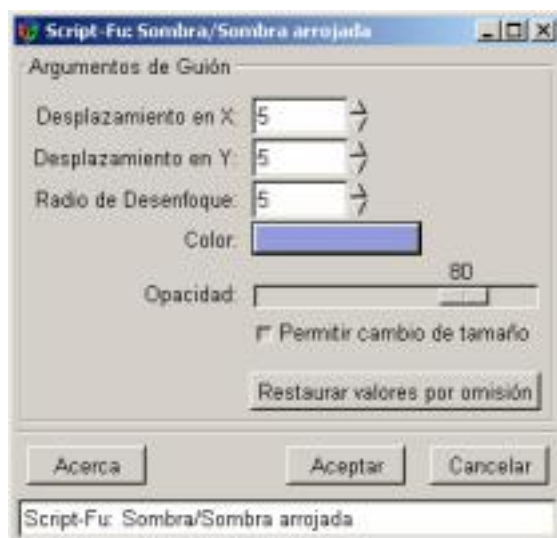 Script-Fu: Sombra/Sombra arrojada
Argumentos de Guión
Desplazamiento en X: 5
Desplazamiento en Y: 5
Radio de Desenfoque: 5
Color:
80
Opacidad:
Permitir cambio de tamaño
Restaurar valores por omisión
Acerca Aceptar Cancelar
Script-Fu: Sombra/Sombra arrojada